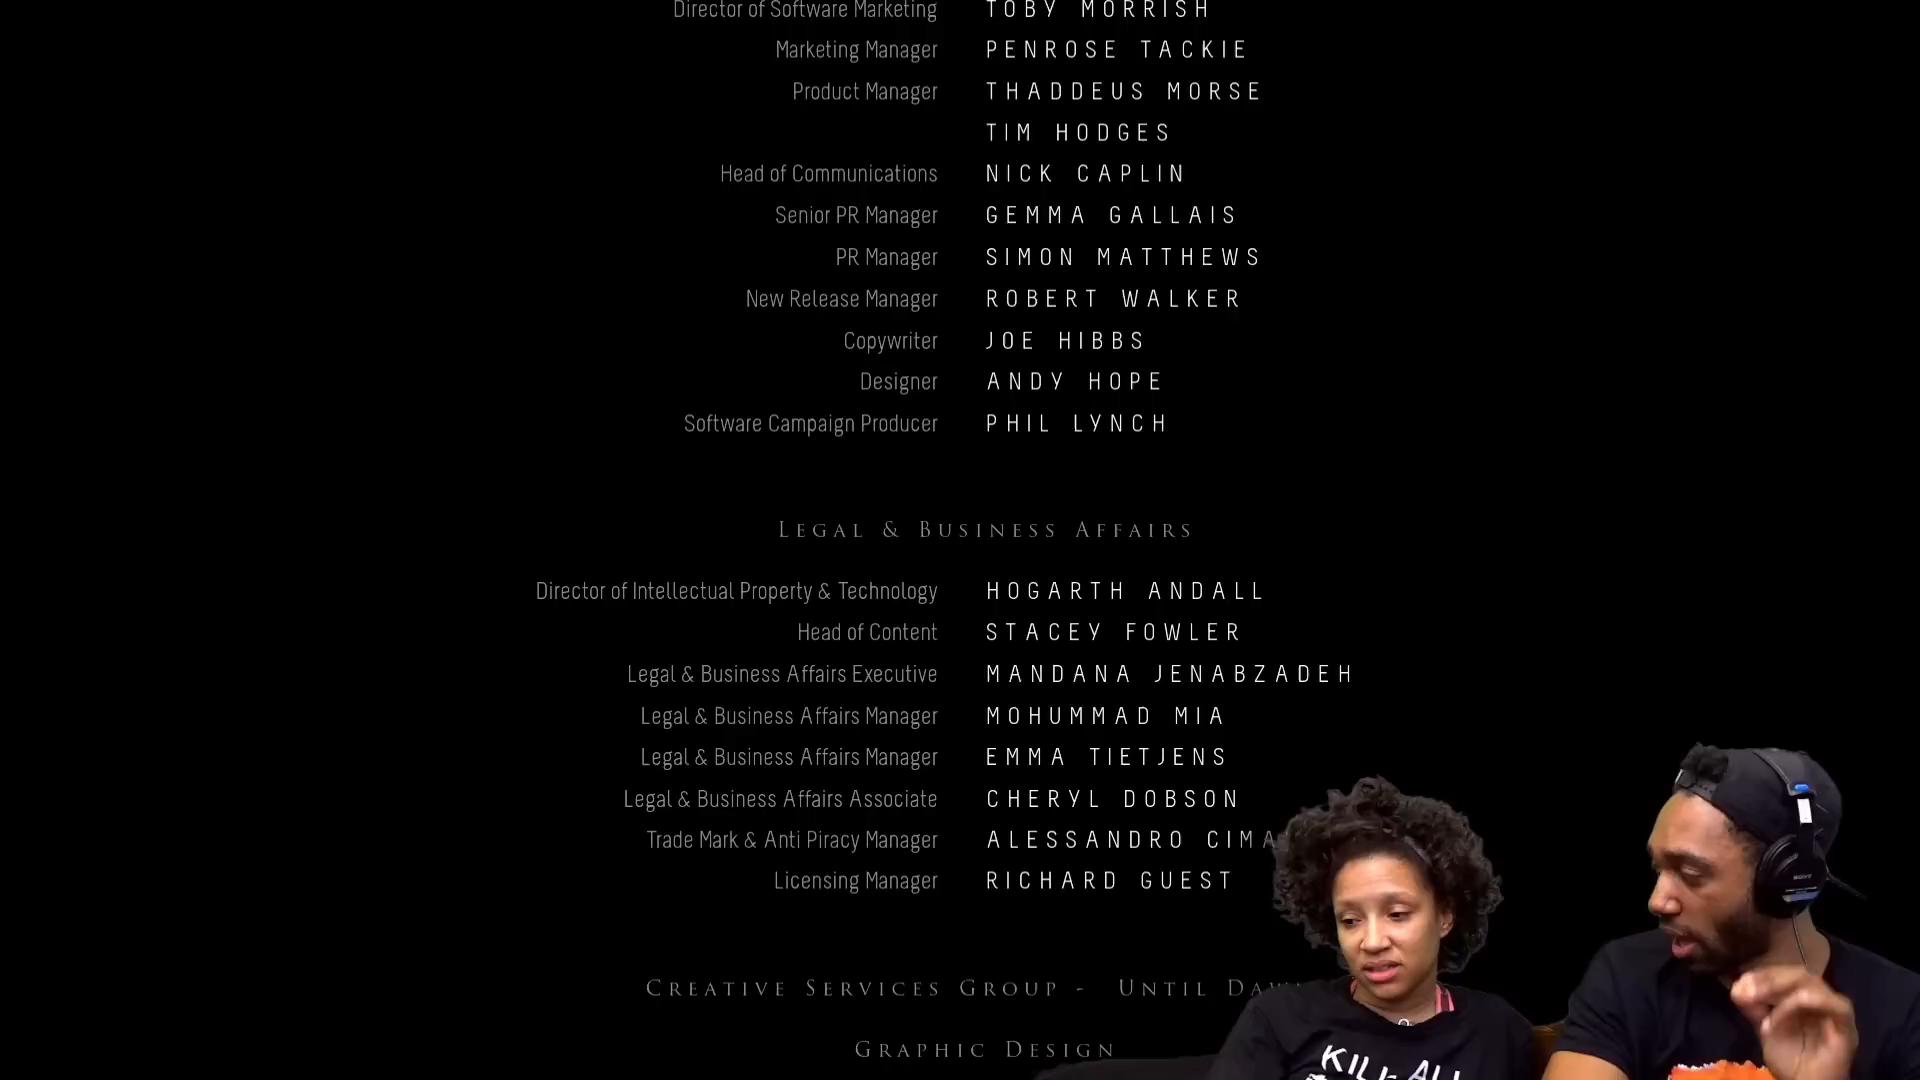 Director of Software Marketing TOBY MORRISH
Marketing Manager PENROSE TACKIE
Product Manager THADDEUS MORSE
TIM HODGES
Head of Communications NICK CAPLIN
Senior PR Manager GEMMA GALLAIS
PR Manager SIMON MATTHEWS
New Release Manager ROBERT WALKER
Copywriter JOE HIBBS
Designer ANDY HOPE
Software Campaign Producer PHIL LYNCH
LEGAL & BUSINESS AFFAIRS
Director of Intellectual Property & Technology HOGARTH ANDALL
Head of Content STACEY FOWLER
Legal & Business Affairs Executive MANDANA JENABZADEH
Legal & Business Affairs Manager MOHUMMAD MIA
Legal & Business Affairs Manager EMMA TIETJENS
Legal & Business Affairs Associate CHERYL DOBSON
Trade Mark & Anti Piracy Manager ALESSANDRO CIMA
Licensing Manager RICHARD GUEST
CREATIVE SERVICES GROUP - UNTIL
GRAPHIC DESIGN
SONY
KILL ALL